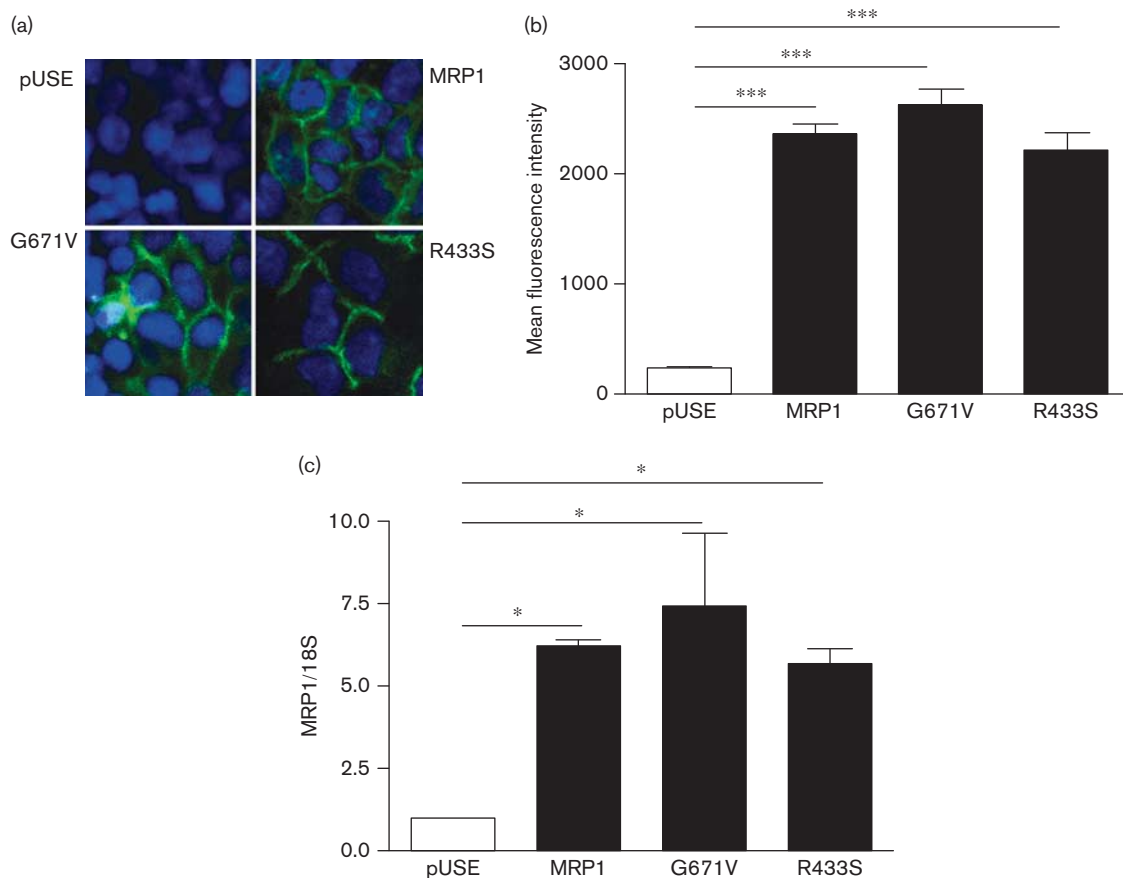 (a)
pUSE
MRP1
G671V
R433S
(b)
***
***
***
3000
2000
1000
0
Mean fluorescence intensity
pUSE MRP1 G671V R433S
(c)
*
*
*
10.0
7.5
5.0
2.5
0.0
MRP1/18S
pUSE MRP1 G671V R433S